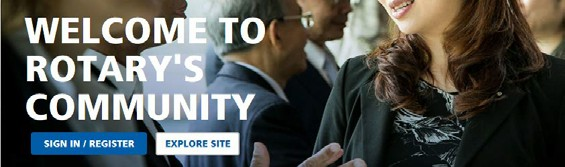 WELCOME TO
ROTARY'S
COMMUNITY
SIGN IN / REGISTER
EXPLORE SITE